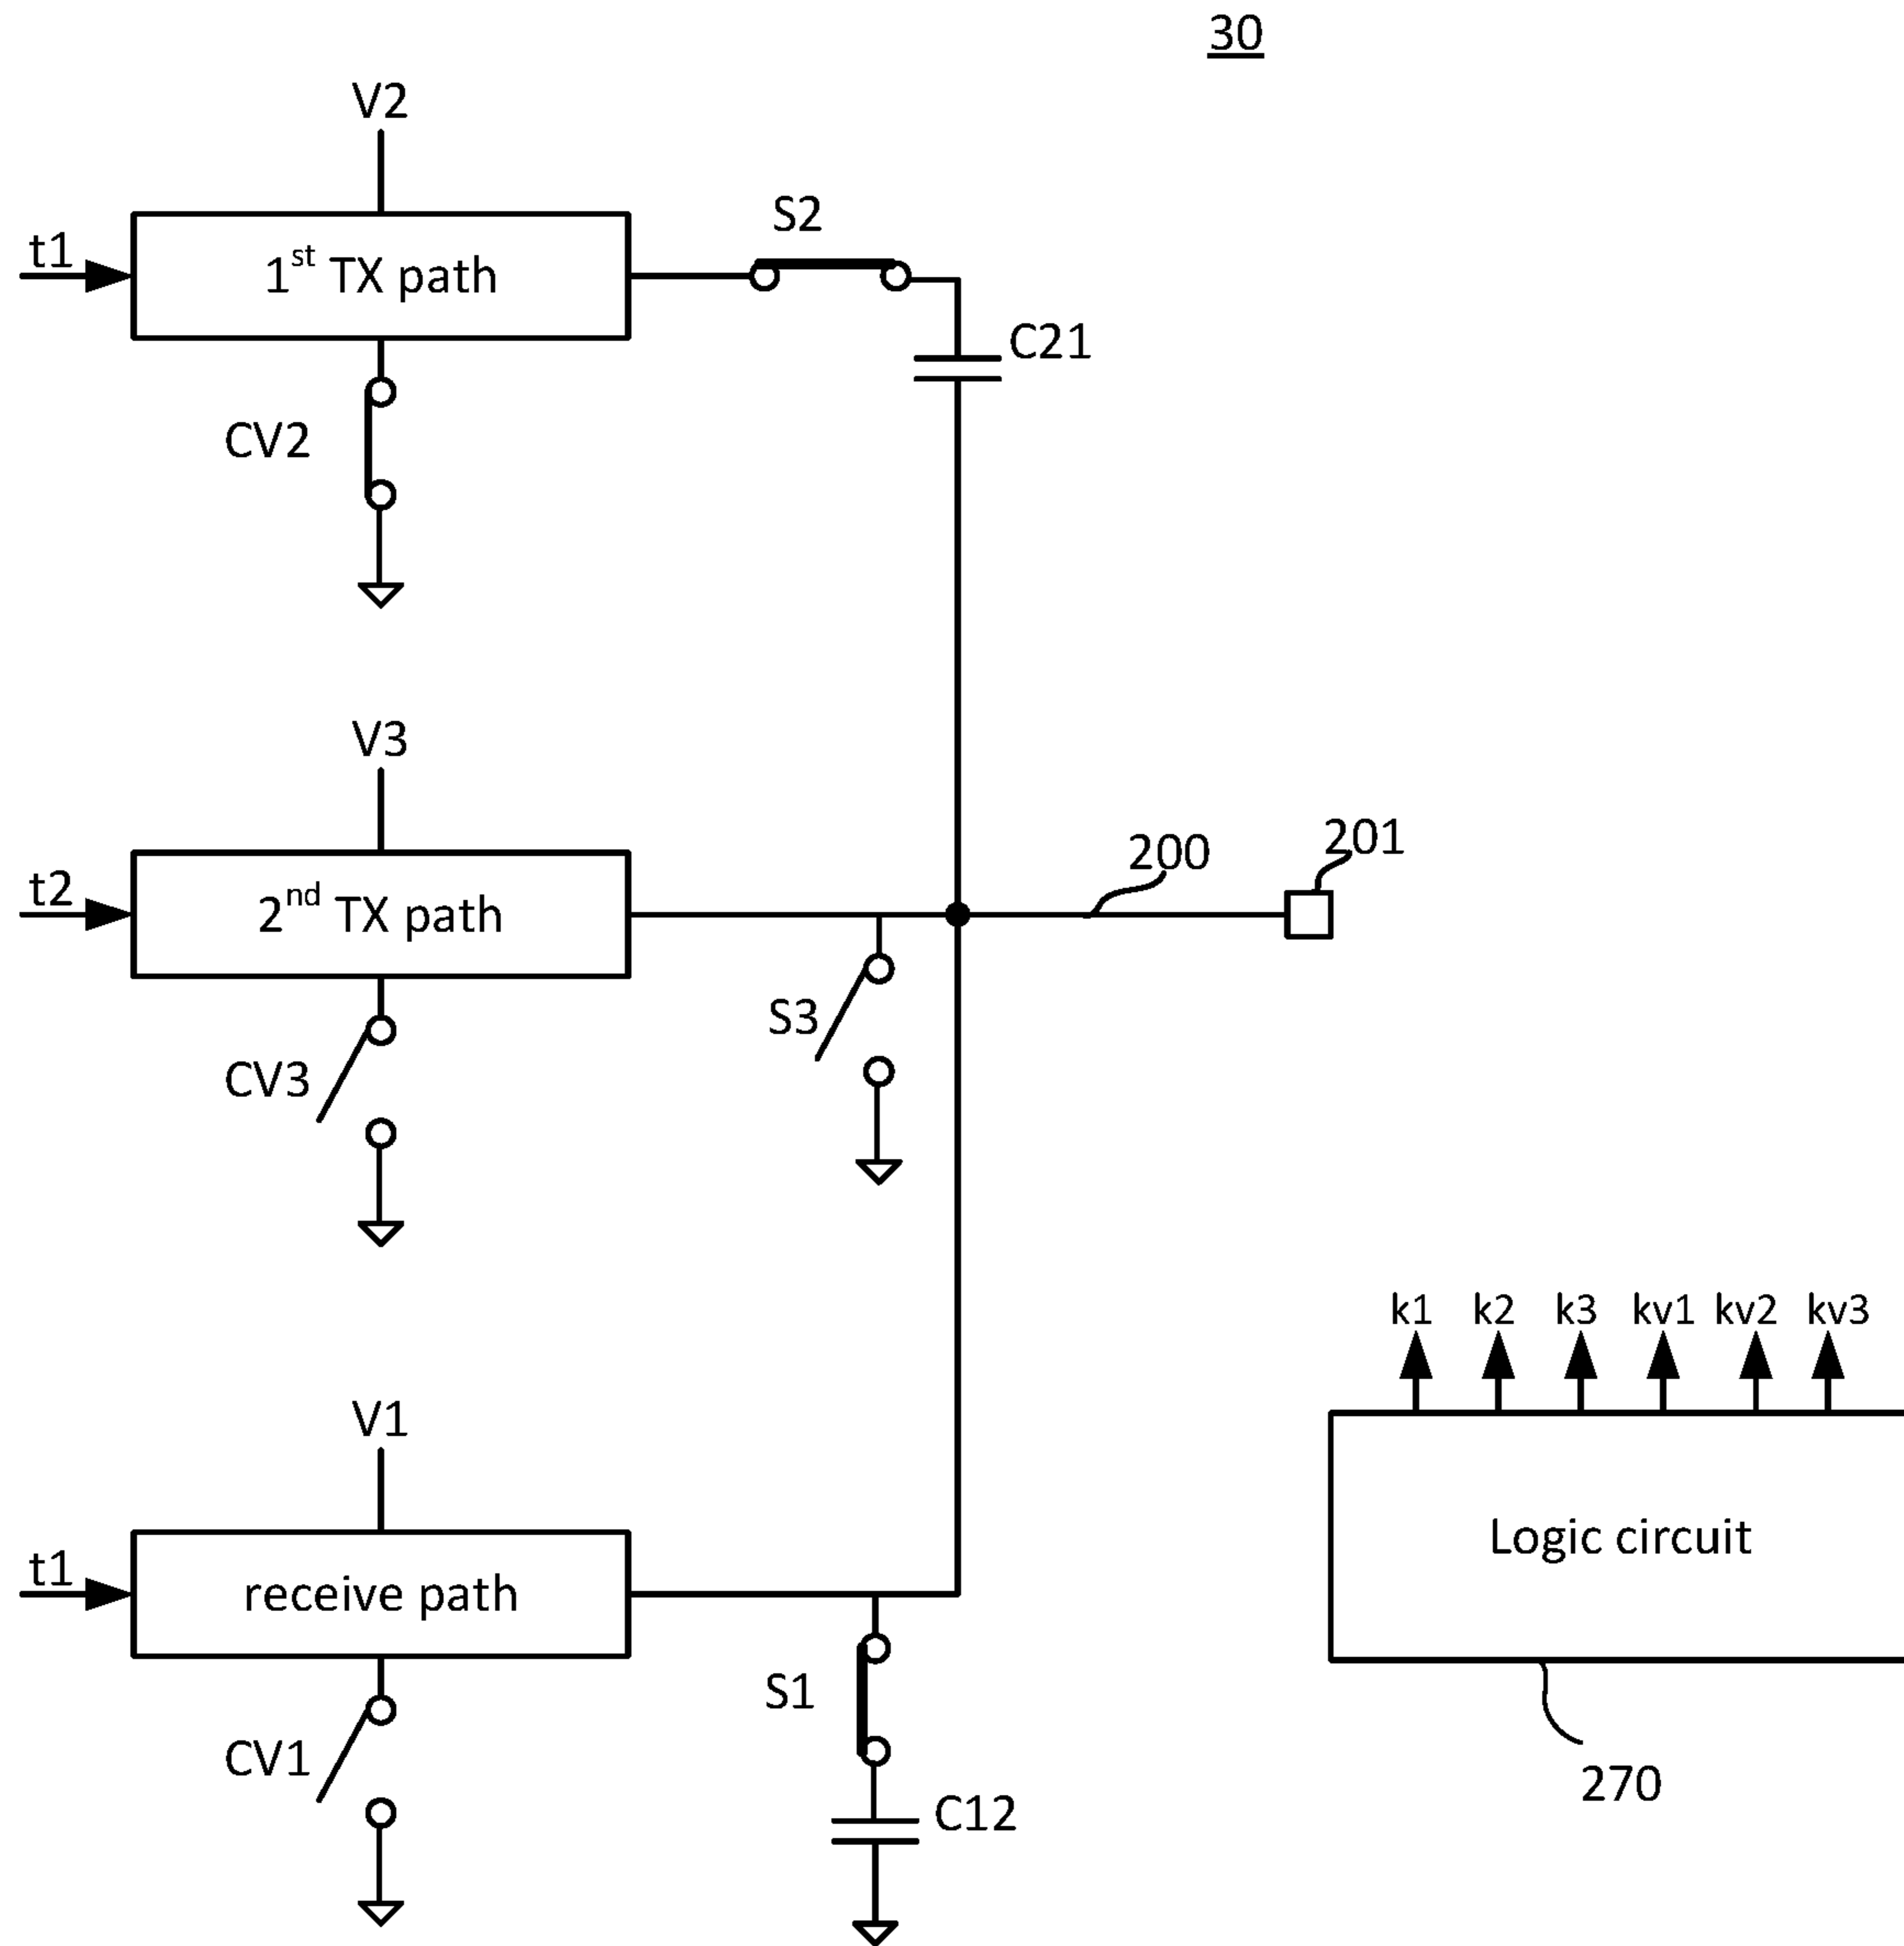 30
V2
t1
1st TX path
S2
C21
CV2
V3
t2
2nd TX path
200
201
S3
CV3
k1 k2 k3 kv1 kv2 kv3
V1
t1
receive path
Logic circuit
S1
CV1
270
C12